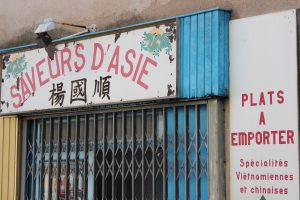 SAVEURS D'ASIE
楊國順
PLATS
A
EMPORTER
Spécialités
Viêtnamiennes
et chinoises